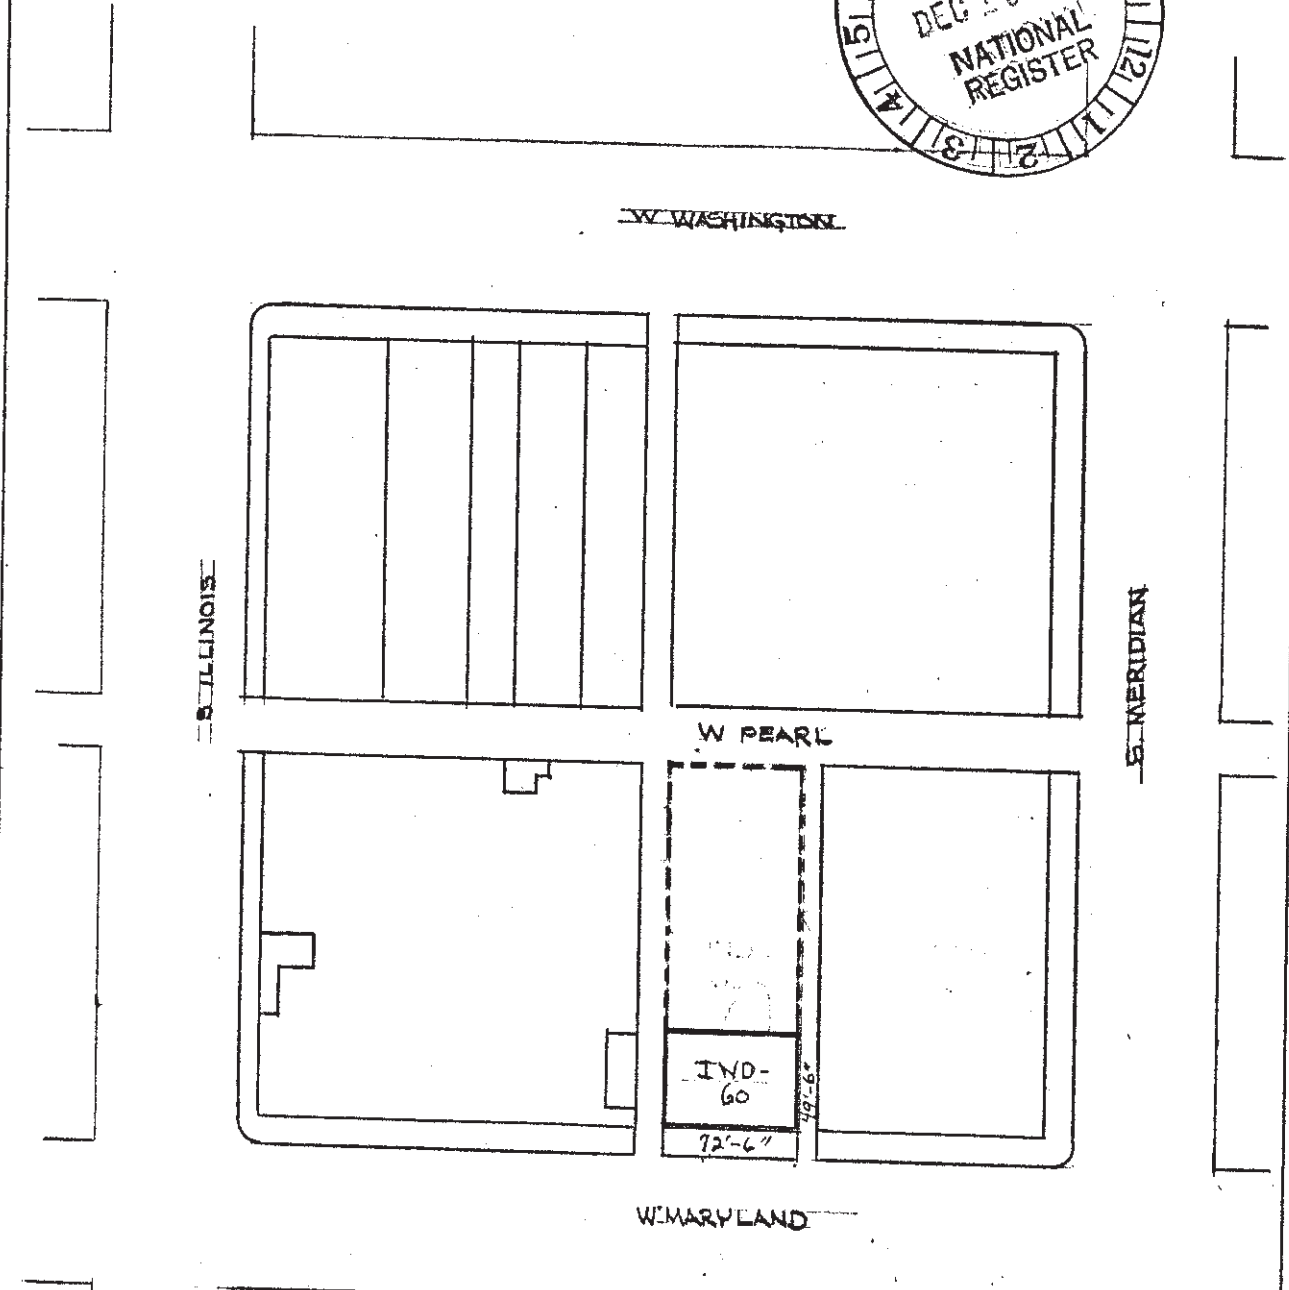 DEC
NATIONAL
REGISTER
5 4 3 2 1 12
W WASHINGTON
S ILLINOIS
S. MERIDIAN
W PEARL
IND-
60
49'-6"
72'-6"
W. MARYLAND